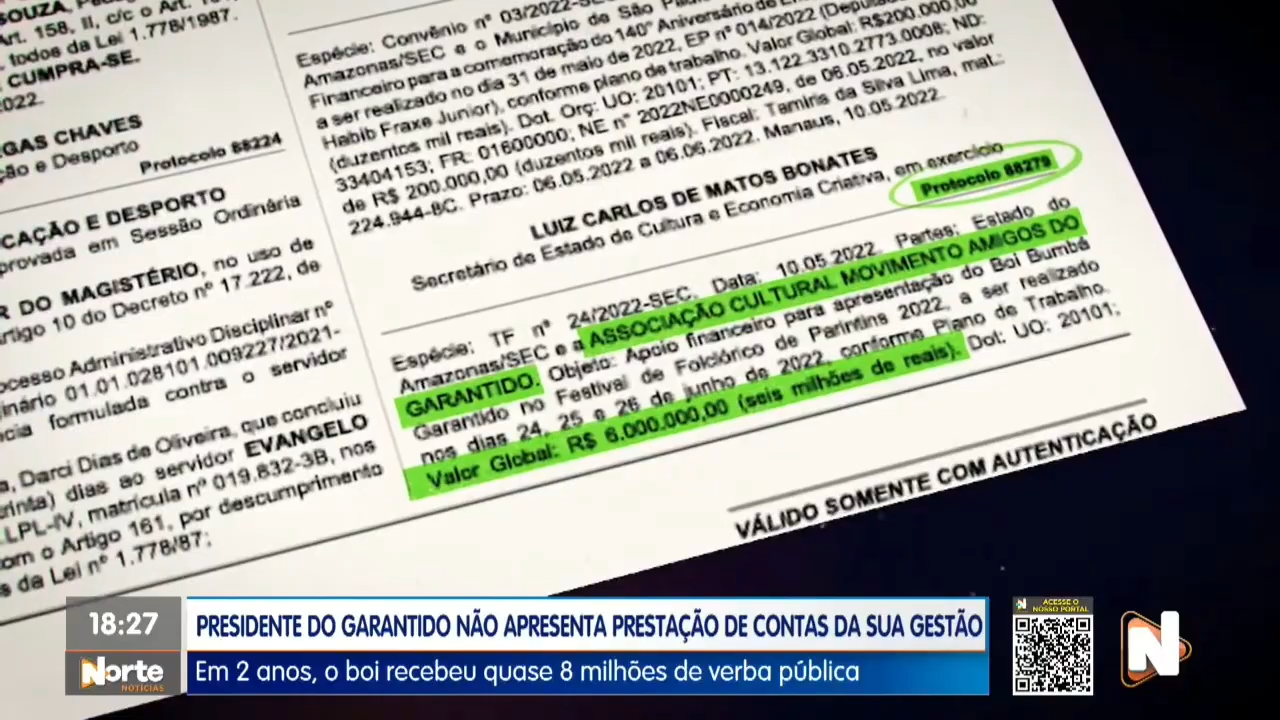 SOUZA,
Art. 158, II, c/c o Art.
todos da Lei 1.778/1987.
CUMPRA-SE.
2022.
EGAS CHAVES
ção e Desporto
Protocolo 88224
CAÇÃO E DESPORTO
provada em Sessão Ordinária
R DO MAGISTÉRIO, no uso de
artigo 10 do Decreto nº 17.222, de
ocesso Administrativo Disciplinar nº
inário 01.01.028101.009227/2021-
ncia formulada contra o servidor
a, Darci Dias de Oliveira, que concluiu
rinta) dias ao servidor EVANGELO
.LPL-IV, matrícula nº 019.832-3B, nos
com o Artigo 161, por descumprimento
s da Lei nº 1.778/87;
Espécie: Convênio nº 03/2022-SEC
Amazonas/SEC e o Município de São
Financeiro para a comemoração do 140º Aniversário de
a ser realizado no dia 31 de maio de 2022, EP nº 014/2022 (Deputado
Habib Fraxe Junior), conforme plano de trabalho. Valor Global: R$200.000,00
(duzentos mil reais). Dot. Orç: UO: 20101; PT: 13.122.3310.2773.0008; ND:
33404153; FR: 01600000; NE nº 2022NE0000249, de 06.05.2022, no valor
de R$ 200.000,00 (duzentos mil reais). Fiscal: Tamiris da Silva Lima, mat.:
224.944-8C. Prazo: 06.05.2022 a 06.06.2022. Manaus, 10.05.2022.
LUIZ CARLOS DE MATOS BONATES
Secretário de Estado de Cultura e Economia Criativa, em exercício
Protocolo 88279
Espécie: TF nº 24/2022-SEC. Data: 10.05.2022. Partes: Estado do
Amazonas/SEC e a ASSOCIAÇÃO CULTURAL MOVIMENTO AMIGOS DO
GARANTIDO. Objeto: Apoio financeiro para apresentação do Boi Bumbá
Garantido no Festival de Folclórico de Parintins 2022, a ser realizado
nos dias 24, 25 e 26 de junho de 2022, conforme Plano de Trabalho.
Valor Global: R$ 6.000.000,00 (seis milhões de reais). Dot: UO: 20101;
VÁLIDO SOMENTE COM AUTENTICAÇÃO
18:27
PRESIDENTE DO GARANTIDO NÃO APRESENTA PRESTAÇÃO DE CONTAS DA SUA GESTÃO
Norte
NOTÍCIAS
Em 2 anos, o boi recebeu quase 8 milhões de verba pública
ACESSE O
NOSSO PORTAL
N